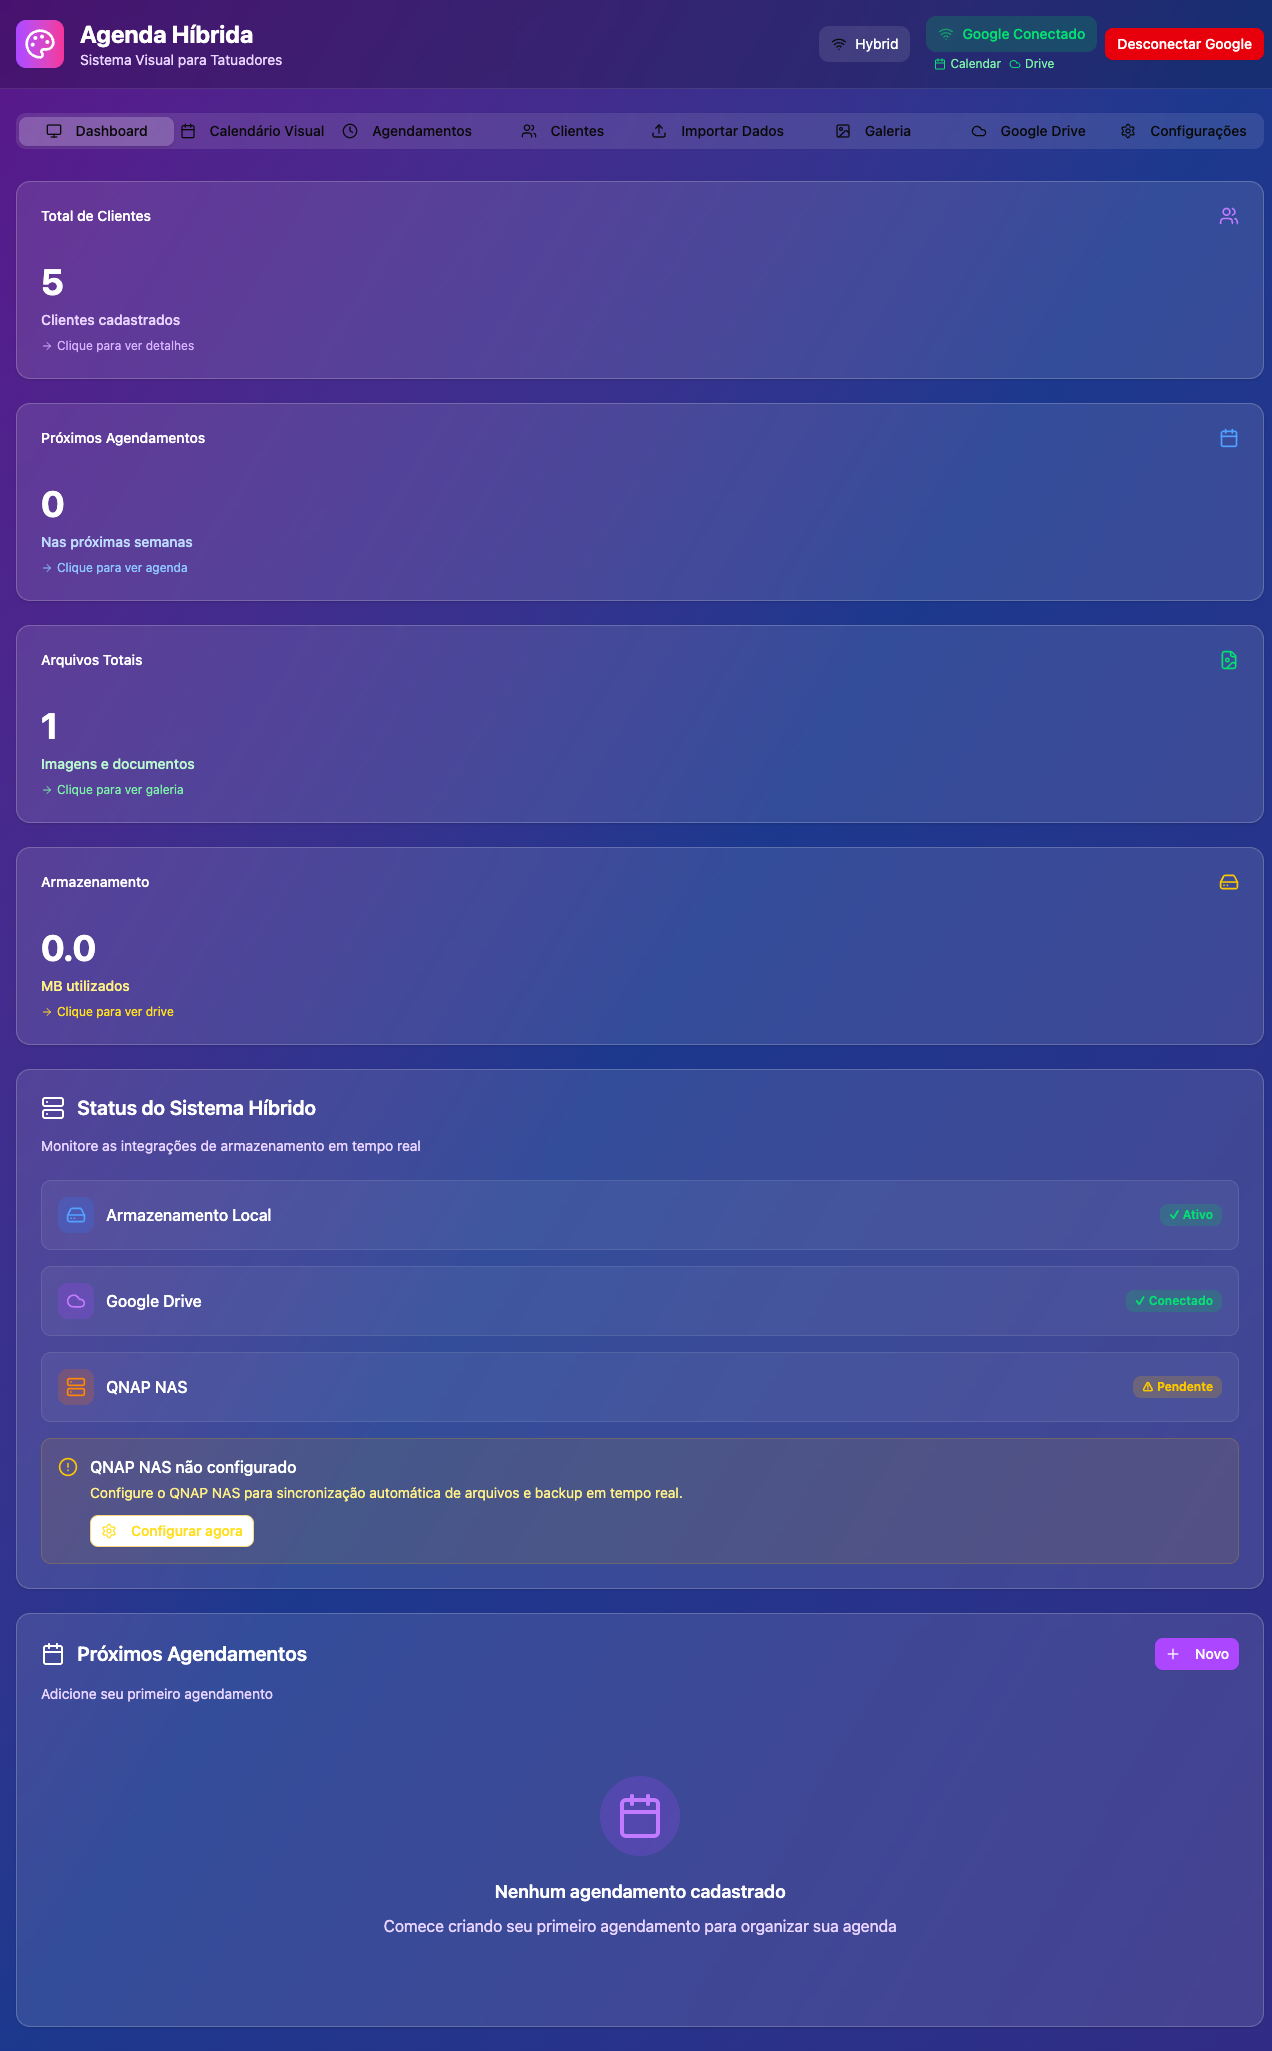 Agenda Híbrida
Sistema Visual para Tatuadores
Hybrid
Google Conectado
Calendar
Drive
Desconectar Google
Dashboard
Calendário Visual
Agendamentos
Clientes
Importar Dados
Galeria
Google Drive
Configurações
Total de Clientes
5
Clientes cadastrados
→ Clique para ver detalhes
Próximos Agendamentos
0
Nas próximas semanas
→ Clique para ver agenda
Arquivos Totais
1
Imagens e documentos
→ Clique para ver galeria
Armazenamento
0.0
MB utilizados
→ Clique para ver drive
Status do Sistema Híbrido
Monitore as integrações de armazenamento em tempo real
Armazenamento Local
✓ Ativo
Google Drive
✓ Conectado
QNAP NAS
⚠ Pendente
QNAP NAS não configurado
Configure o QNAP NAS para sincronização automática de arquivos e backup em tempo real.
Configurar agora
Próximos Agendamentos
+ Novo
Adicione seu primeiro agendamento
Nenhum agendamento cadastrado
Comece criando seu primeiro agendamento para organizar sua agenda